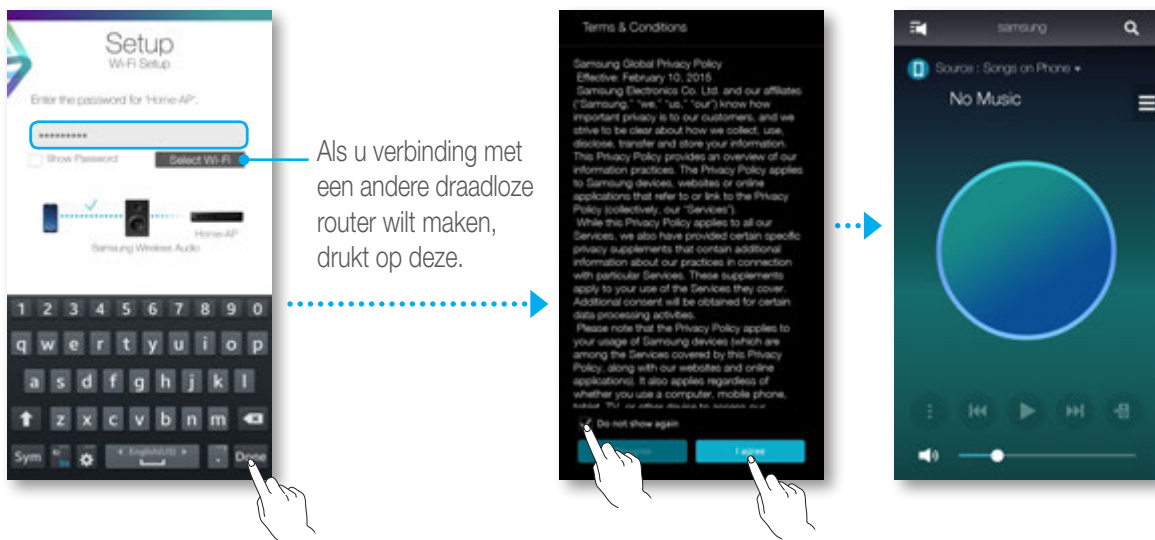 Setup
Wi-Fi Setup
Enter the password for 'Home-AP'.
*********
Show Password
Select Wi-Fi
Home-AP
Samsung Wireless Audio
1 2 3 4 5 6 7 8 9 0
q w e r t y u i o p
a s d f g h j k l
z x c v b n m
Sym
English(US)
.
Done
Als u verbinding met
een andere draadloze
router wilt maken,
drukt op deze.
Terms & Conditions
Samsung Global Privacy Policy
Effective: February 10, 2015
Samsung Electronics Co. Ltd. and our affiliates
("Samsung," "we," "us," "our") know how
important privacy is to our customers, and we
strive to be clear about how we collect, use,
disclose, transfer and store your information.
This Privacy Policy provides an overview of our
information practices. The Privacy Policy applies
to Samsung devices, websites or online
applications that refer to or link to the Privacy
Policy (collectively, our "Services").
While this Privacy Policy applies to all our
Services, we also have provided certain specific
privacy supplements that contain additional
information about our practices in connection
with particular Services. These supplements
apply to your use of the Services they cover.
Additional consent will be obtained for certain
data processing activities.
Please note that the Privacy Policy applies to
your usage of Samsung devices (which are
among the Services covered by this Privacy
Policy, along with our websites and online
applications). It also applies regardless of
whether you use a computer, mobile phone,
tablet, TV, or other device to access our
Do not show again
I agree
samsung
Source : Songs on Phone
No Music